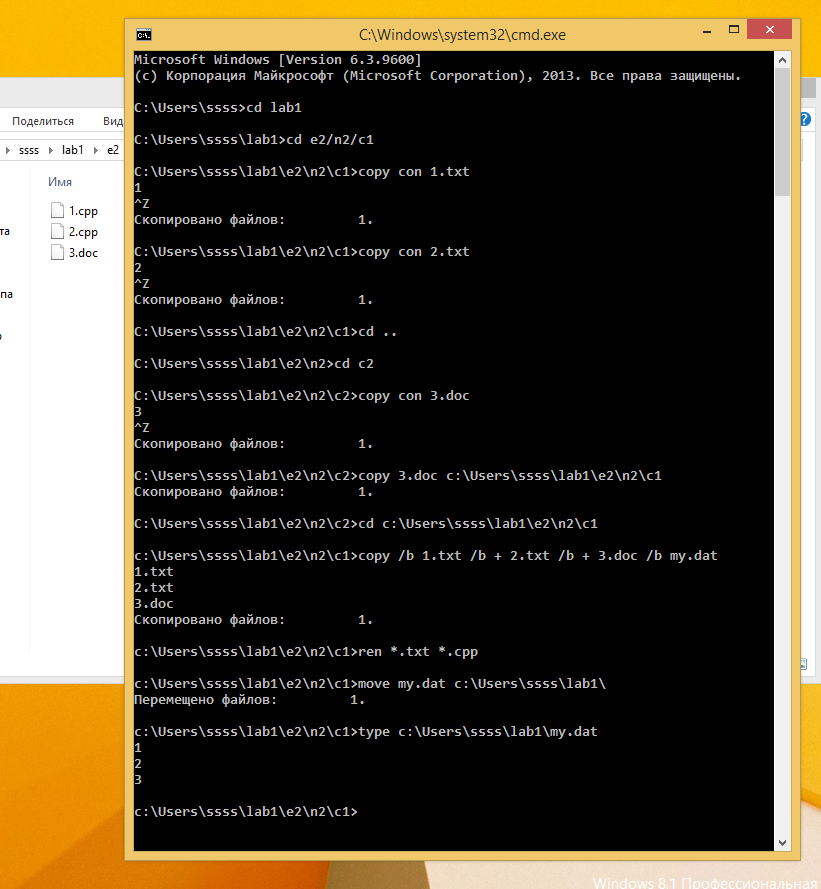 C:\Windows\system32\cmd.exe
Microsoft Windows [Version 6.3.9600]
(c) Корпорация Майкрософт (Microsoft Corporation), 2013. Все права защищены.
C:\Users\ssss>cd lab1
C:\Users\ssss\lab1>cd e2/n2/c1
C:\Users\ssss\lab1\e2\n2\c1>copy con 1.txt
1
^Z
Скопировано файлов:         1.
C:\Users\ssss\lab1\e2\n2\c1>copy con 2.txt
2
^Z
Скопировано файлов:         1.
C:\Users\ssss\lab1\e2\n2\c1>cd ..
C:\Users\ssss\lab1\e2\n2>cd c2
C:\Users\ssss\lab1\e2\n2\c2>copy con 3.doc
3
^Z
Скопировано файлов:         1.
C:\Users\ssss\lab1\e2\n2\c2>copy 3.doc c:\Users\ssss\lab1\e2\n2\c1
Скопировано файлов:         1.
C:\Users\ssss\lab1\e2\n2\c2>cd c:\Users\ssss\lab1\e2\n2\c1
c:\Users\ssss\lab1\e2\n2\c1>copy /b 1.txt /b + 2.txt /b + 3.doc /b my.dat
1.txt
2.txt
3.doc
Скопировано файлов:         1.
c:\Users\ssss\lab1\e2\n2\c1>ren *.txt *.cpp
c:\Users\ssss\lab1\e2\n2\c1>move my.dat c:\Users\ssss\lab1\
Перемещено файлов:         1.
c:\Users\ssss\lab1\e2\n2\c1>type c:\Users\ssss\lab1\my.dat
1
2
3
c:\Users\ssss\lab1\e2\n2\c1>
Поделиться Вид
ssss lab1 e2
Имя
1.cpp
2.cpp
3.doc
та
па
?
Windows 8.1 Профессиональная